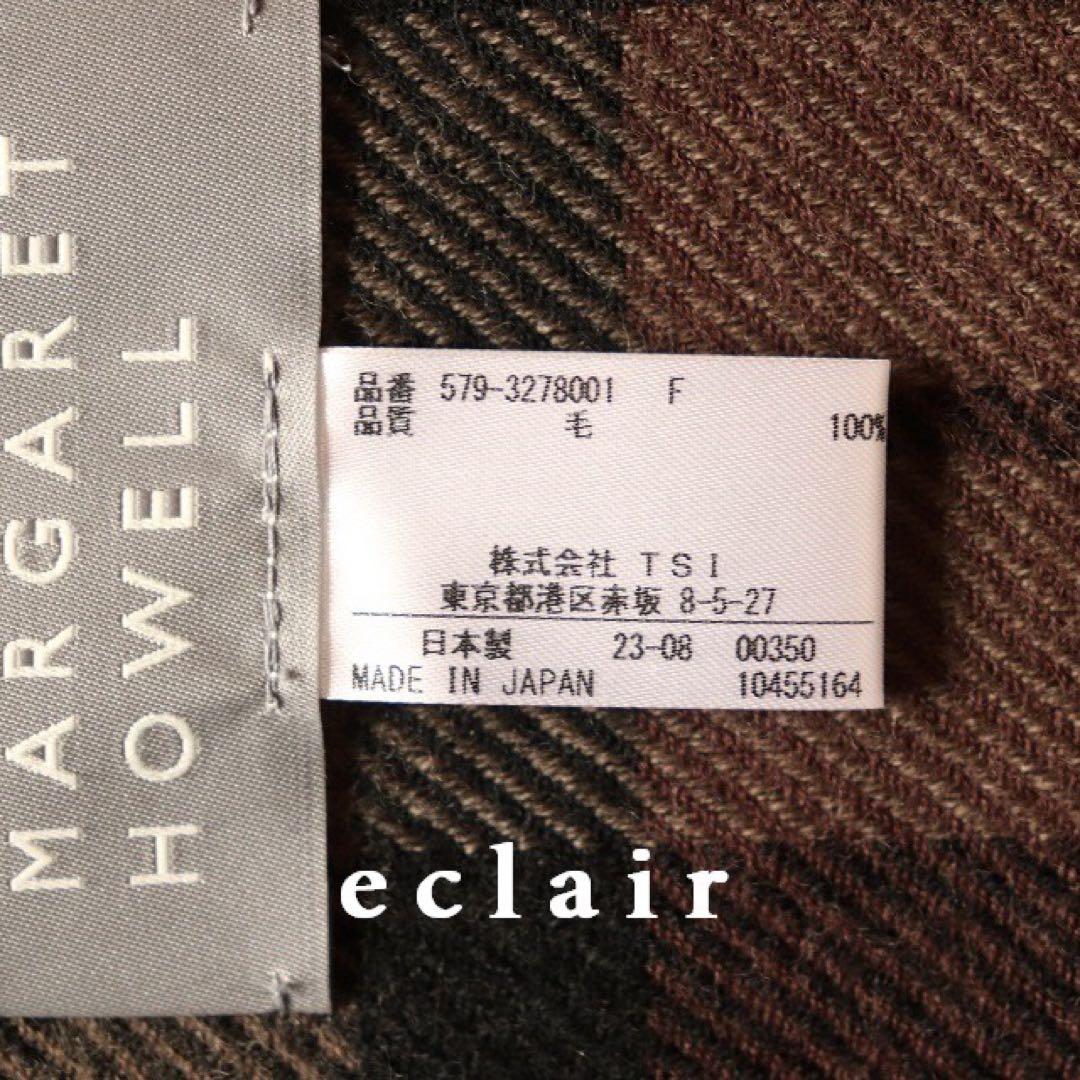 MARGARET
HOWELL
品番 579-3278001 F
品質 毛 100%
株式会社 TSI
東京都港区赤坂 8-5-27
日本製 23-08 00350
MADE IN JAPAN 10455164
eclair